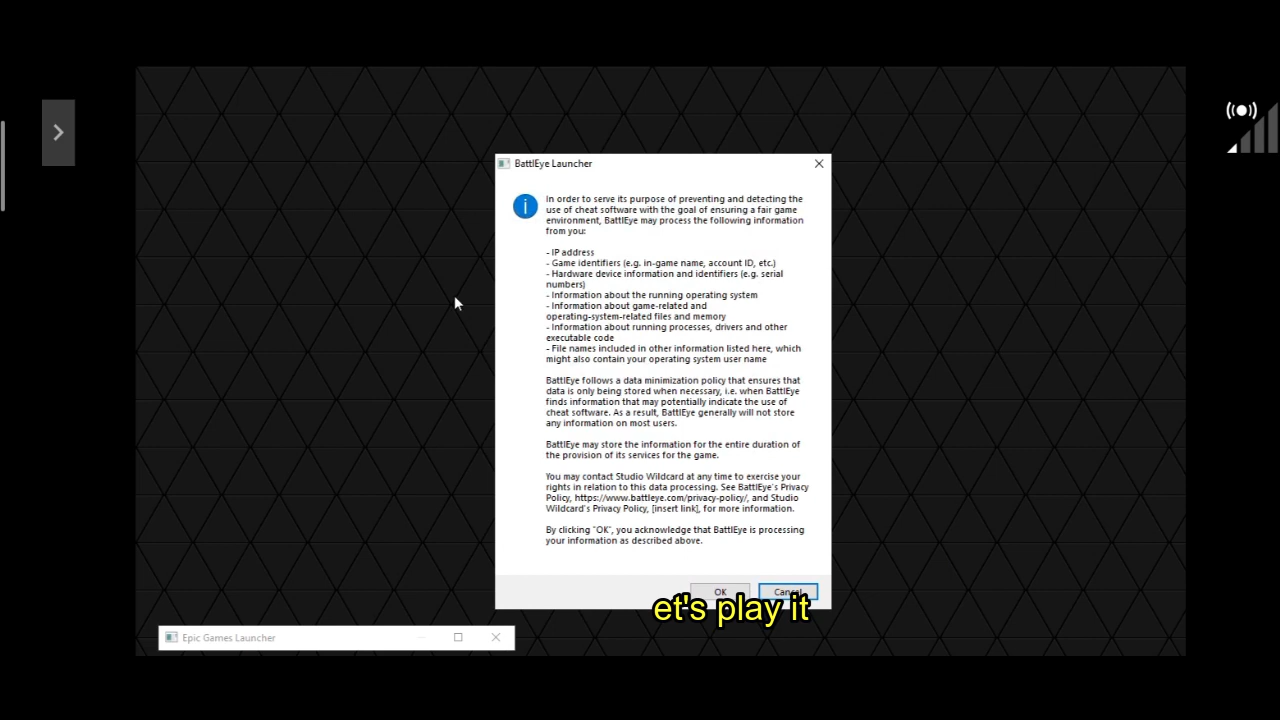 BattlEye Launcher
In order to serve its purpose of preventing and detecting the
use of cheat software with the goal of ensuring a fair game
environment, BattlEye may process the following information
from you:
- IP address
- Game identifiers (e.g. in-game name, account ID, etc.)
- Hardware device information and identifiers (e.g. serial
numbers)
- Information about the running operating system
- Information about game-related and
operating-system-related files and memory
- Information about running processes, drivers and other
executable code
- File names included in other information listed here, which
might also contain your operating system user name
BattlEye follows a data minimization policy that ensures that
data is only being stored when necessary, i.e. when BattlEye
finds information that may potentially indicate the use of
cheat software. As a result, BattlEye generally will not store
any information on most users.
BattlEye may store the information for the entire duration of
the provision of its services for the game.
You may contact Studio Wildcard at any time to exercise your
rights in relation to this data processing. See BattlEye's Privacy
Policy, https://www.battleye.com/privacy-policy/, and Studio
Wildcard's Privacy Policy, [insert link], for more information.
By clicking "OK", you acknowledge that BattlEye is processing
your information as described above.
OK Cancel
et's play it
Epic Games Launcher